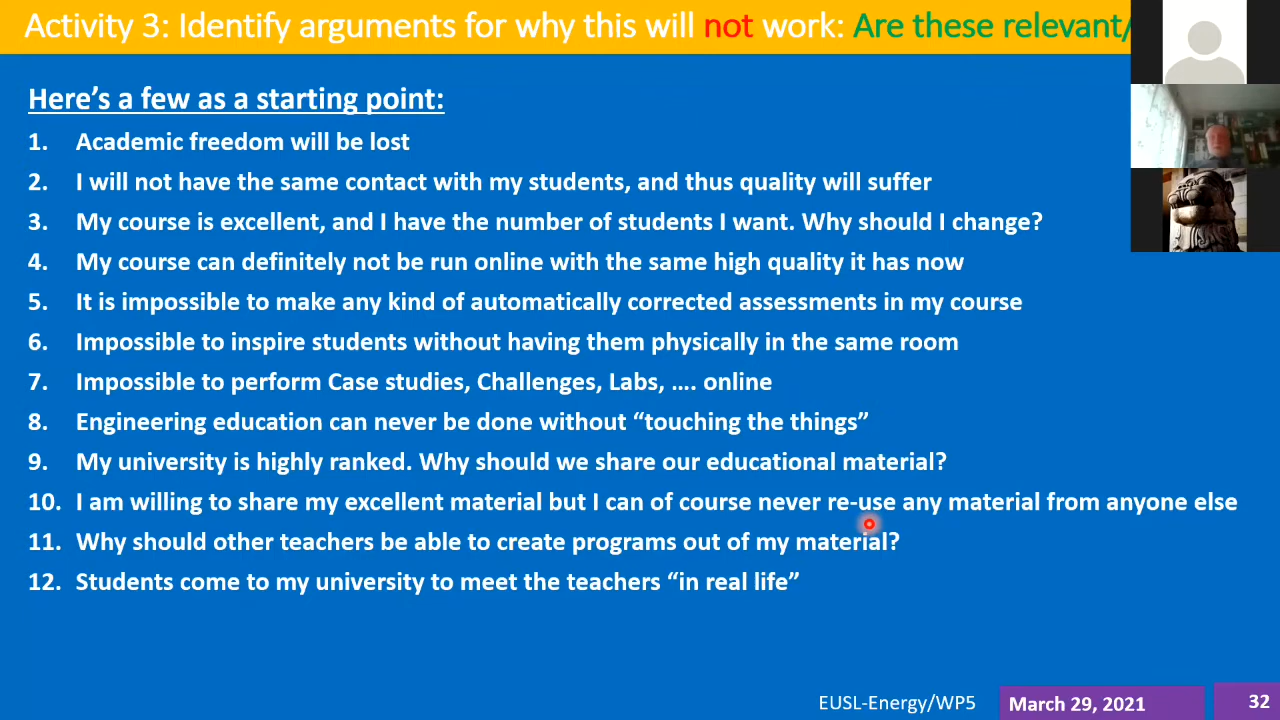 Activity 3: Identify arguments for why this will not work: Are these relevant/
Here's a few as a starting point:
1. Academic freedom will be lost
2. I will not have the same contact with my students, and thus quality will suffer
3. My course is excellent, and I have the number of students I want. Why should I change?
4. My course can definitely not be run online with the same high quality it has now
5. It is impossible to make any kind of automatically corrected assessments in my course
6. Impossible to inspire students without having them physically in the same room
7. Impossible to perform Case studies, Challenges, Labs, …. online
8. Engineering education can never be done without “touching the things”
9. My university is highly ranked. Why should we share our educational material?
10. I am willing to share my excellent material but I can of course never re-use any material from anyone else
11. Why should other teachers be able to create programs out of my material?
12. Students come to my university to meet the teachers “in real life”
EUSL-Energy/WP5 March 29, 2021 32